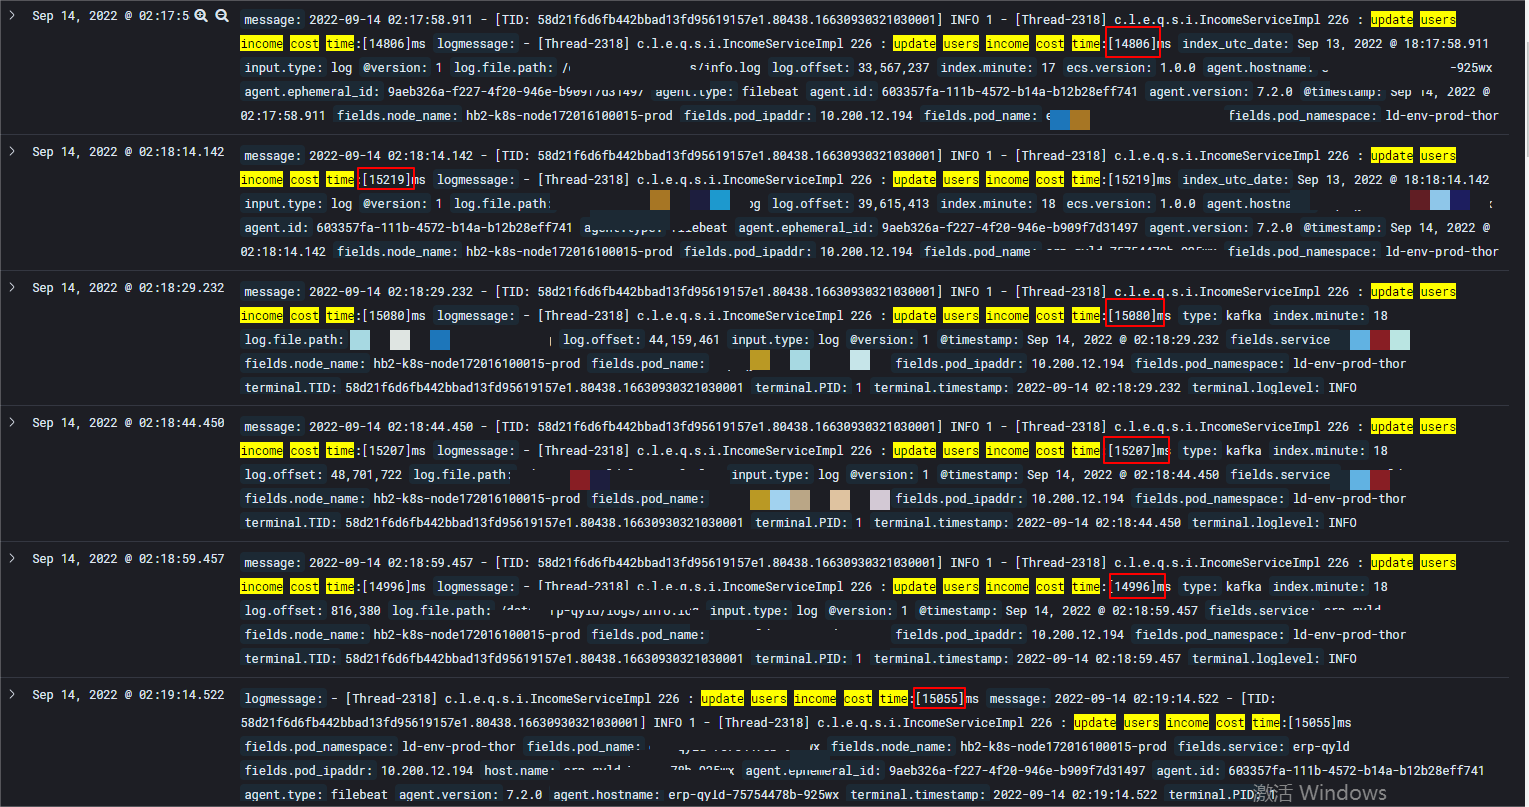 Sep 14, 2022 @ 02:17:5 message: 2022-09-14 02:17:58.911 - [TID: 58d21f6d6fb442bbad13fd95619157e1.80438.16630930321030001] INFO 1 - [Thread-2318] c.l.e.q.s.i.IncomeServiceImpl 226 : update users
income cost time:[14806]ms logmessage: - [Thread-2318] c.l.e.q.s.i.IncomeServiceImpl 226 : update users income cost time:[14806]ms index_utc_date: Sep 13, 2022 @ 18:17:58.911
input.type: log @version: 1 log.file.path: s/info.log log.offset: 33,567,237 index.minute: 17 ecs.version: 1.0.0 agent.hostname: -925wx
agent.ephemeral_id: 9aeb326a-f227-4f20-946e-b909f7d31497 agent.type: filebeat agent.id: 603357fa-111b-4572-b14a-b12b28eff741 agent.version: 7.2.0 @timestamp: Sep 14, 2022 @
02:17:58.911 fields.node_name: hb2-k8s-node172016100015-prod fields.pod_ipaddr: 10.200.12.194 fields.pod_name: fields.pod_namespace: ld-env-prod-thor
Sep 14, 2022 @ 02:18:14.142 message: 2022-09-14 02:18:14.142 - [TID: 58d21f6d6fb442bbad13fd95619157e1.80438.16630930321030001] INFO 1 - [Thread-2318] c.l.e.q.s.i.IncomeServiceImpl 226 : update users
income cost time:[15219]ms logmessage: - [Thread-2318] c.l.e.q.s.i.IncomeServiceImpl 226 : update users income cost time:[15219]ms index_utc_date: Sep 13, 2022 @ 18:18:14.142
input.type: log @version: 1 log.file.path: log.offset: 39,615,413 index.minute: 18 ecs.version: 1.0.0 agent.hostna
agent.id: 603357fa-111b-4572-b14a-b12b28eff741 agent.type: filebeat agent.ephemeral_id: 9aeb326a-f227-4f20-946e-b909f7d31497 agent.version: 7.2.0 @timestamp: Sep 14, 2022 @
02:18:14.142 fields.node_name: hb2-k8s-node172016100015-prod fields.pod_ipaddr: 10.200.12.194 fields.pod_name: fields.pod_namespace: ld-env-prod-thor
Sep 14, 2022 @ 02:18:29.232 message: 2022-09-14 02:18:29.232 - [TID: 58d21f6d6fb442bbad13fd95619157e1.80438.16630930321030001] INFO 1 - [Thread-2318] c.l.e.q.s.i.IncomeServiceImpl 226 : update users
income cost time:[15080]ms logmessage: - [Thread-2318] c.l.e.q.s.i.IncomeServiceImpl 226 : update users income cost time:[15080]ms type: kafka index.minute: 18
log.file.path: log.offset: 44,159,461 input.type: log @version: 1 @timestamp: Sep 14, 2022 @ 02:18:29.232 fields.service
fields.node_name: hb2-k8s-node172016100015-prod fields.pod_name: fields.pod_ipaddr: 10.200.12.194 fields.pod_namespace: ld-env-prod-thor
terminal.TID: 58d21f6d6fb442bbad13fd95619157e1.80438.16630930321030001 terminal.PID: 1 terminal.timestamp: 2022-09-14 02:18:29.232 terminal.loglevel: INFO
Sep 14, 2022 @ 02:18:44.450 message: 2022-09-14 02:18:44.450 - [TID: 58d21f6d6fb442bbad13fd95619157e1.80438.16630930321030001] INFO 1 - [Thread-2318] c.l.e.q.s.i.IncomeServiceImpl 226 : update users
income cost time:[15207]ms logmessage: - [Thread-2318] c.l.e.q.s.i.IncomeServiceImpl 226 : update users income cost time:[15207]ms type: kafka index.minute: 18
log.offset: 48,701,722 log.file.path: input.type: log @version: 1 @timestamp: Sep 14, 2022 @ 02:18:44.450 fields.service
fields.node_name: hb2-k8s-node172016100015-prod fields.pod_name: fields.pod_ipaddr: 10.200.12.194 fields.pod_namespace: ld-env-prod-thor
terminal.TID: 58d21f6d6fb442bbad13fd95619157e1.80438.16630930321030001 terminal.PID: 1 terminal.timestamp: 2022-09-14 02:18:44.450 terminal.loglevel: INFO
Sep 14, 2022 @ 02:18:59.457 message: 2022-09-14 02:18:59.457 - [TID: 58d21f6d6fb442bbad13fd95619157e1.80438.16630930321030001] INFO 1 - [Thread-2318] c.l.e.q.s.i.IncomeServiceImpl 226 : update users
income cost time:[14996]ms logmessage: - [Thread-2318] c.l.e.q.s.i.IncomeServiceImpl 226 : update users income cost time:[14996]ms type: kafka index.minute: 18
log.offset: 816,380 log.file.path: input.type: log @version: 1 @timestamp: Sep 14, 2022 @ 02:18:59.457 fields.service: erp-qyld
fields.node_name: hb2-k8s-node172016100015-prod fields.pod_name: fields.pod_ipaddr: 10.200.12.194 fields.pod_namespace: ld-env-prod-thor
terminal.TID: 58d21f6d6fb442bbad13fd95619157e1.80438.16630930321030001 terminal.PID: 1 terminal.timestamp: 2022-09-14 02:18:59.457 terminal.loglevel: INFO
Sep 14, 2022 @ 02:19:14.522 logmessage: - [Thread-2318] c.l.e.q.s.i.IncomeServiceImpl 226 : update users income cost time:[15055]ms message: 2022-09-14 02:19:14.522 - [TID:
58d21f6d6fb442bbad13fd95619157e1.80438.16630930321030001] INFO 1 - [Thread-2318] c.l.e.q.s.i.IncomeServiceImpl 226 : update users income cost time:[15055]ms
fields.pod_namespace: ld-env-prod-thor fields.pod_name: fields.node_name: hb2-k8s-node172016100015-prod fields.service: erp-qyld
fields.pod_ipaddr: 10.200.12.194 host.name: agent.ephemeral_id: 9aeb326a-f227-4f20-946e-b909f7d31497 agent.id: 603357fa-111b-4572-b14a-b12b28eff741
agent.type: filebeat agent.version: 7.2.0 agent.hostname: erp-qyld-75754478b-925wx terminal.timestamp: 2022-09-14 02:19:14.522 terminal.PID: 1
激活 Windows